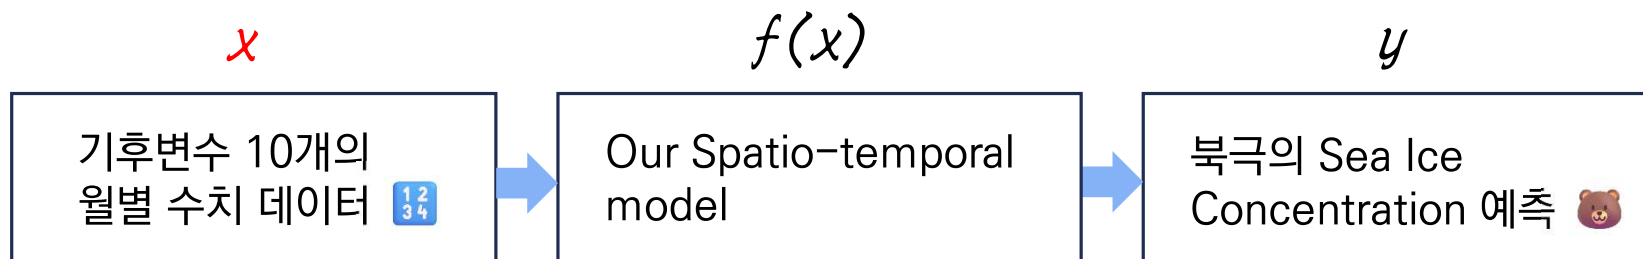 x
f(x)
y
기후변수 10개의
월별 수치 데이터 🔢
Our Spatio-temporal
model
북극의 Sea Ice
Concentration 예측 🐻